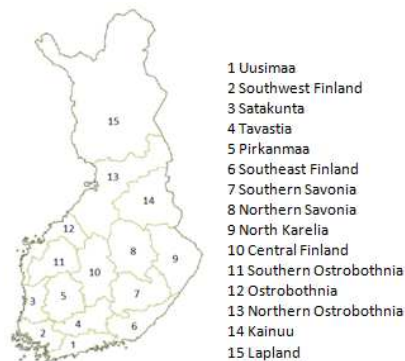 1 Uusimaa
2 Southwest Finland
3 Satakunta
4 Tavastia
5 Pirkanmaa
6 Southeast Finland
7 Southern Savonia
8 Northern Savonia
9 North Karelia
10 Central Finland
11 Southern Ostrobothnia
12 Ostrobothnia
13 Northern Ostrobothnia
14 Kainuu
15 Lapland
15
13
14
12
11
10
8
9
3
5
7
2
4
6
1